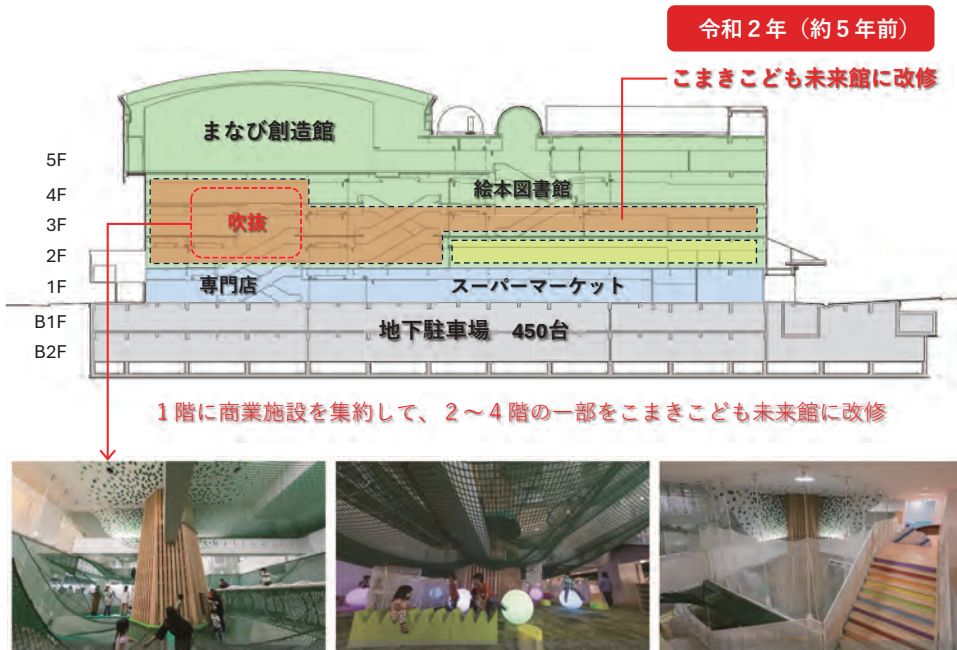 令和2年(約5年前)
こまきこども未来館に改修
まなび創造館
5F
絵本図書館
4F
吹抜
3F
2F
専門店
スーパーマーケット
1F
B1F
地下駐車場 450台
B2F
1階に商業施設を集約して、2~4階の一部をこまきこども未来館に改修